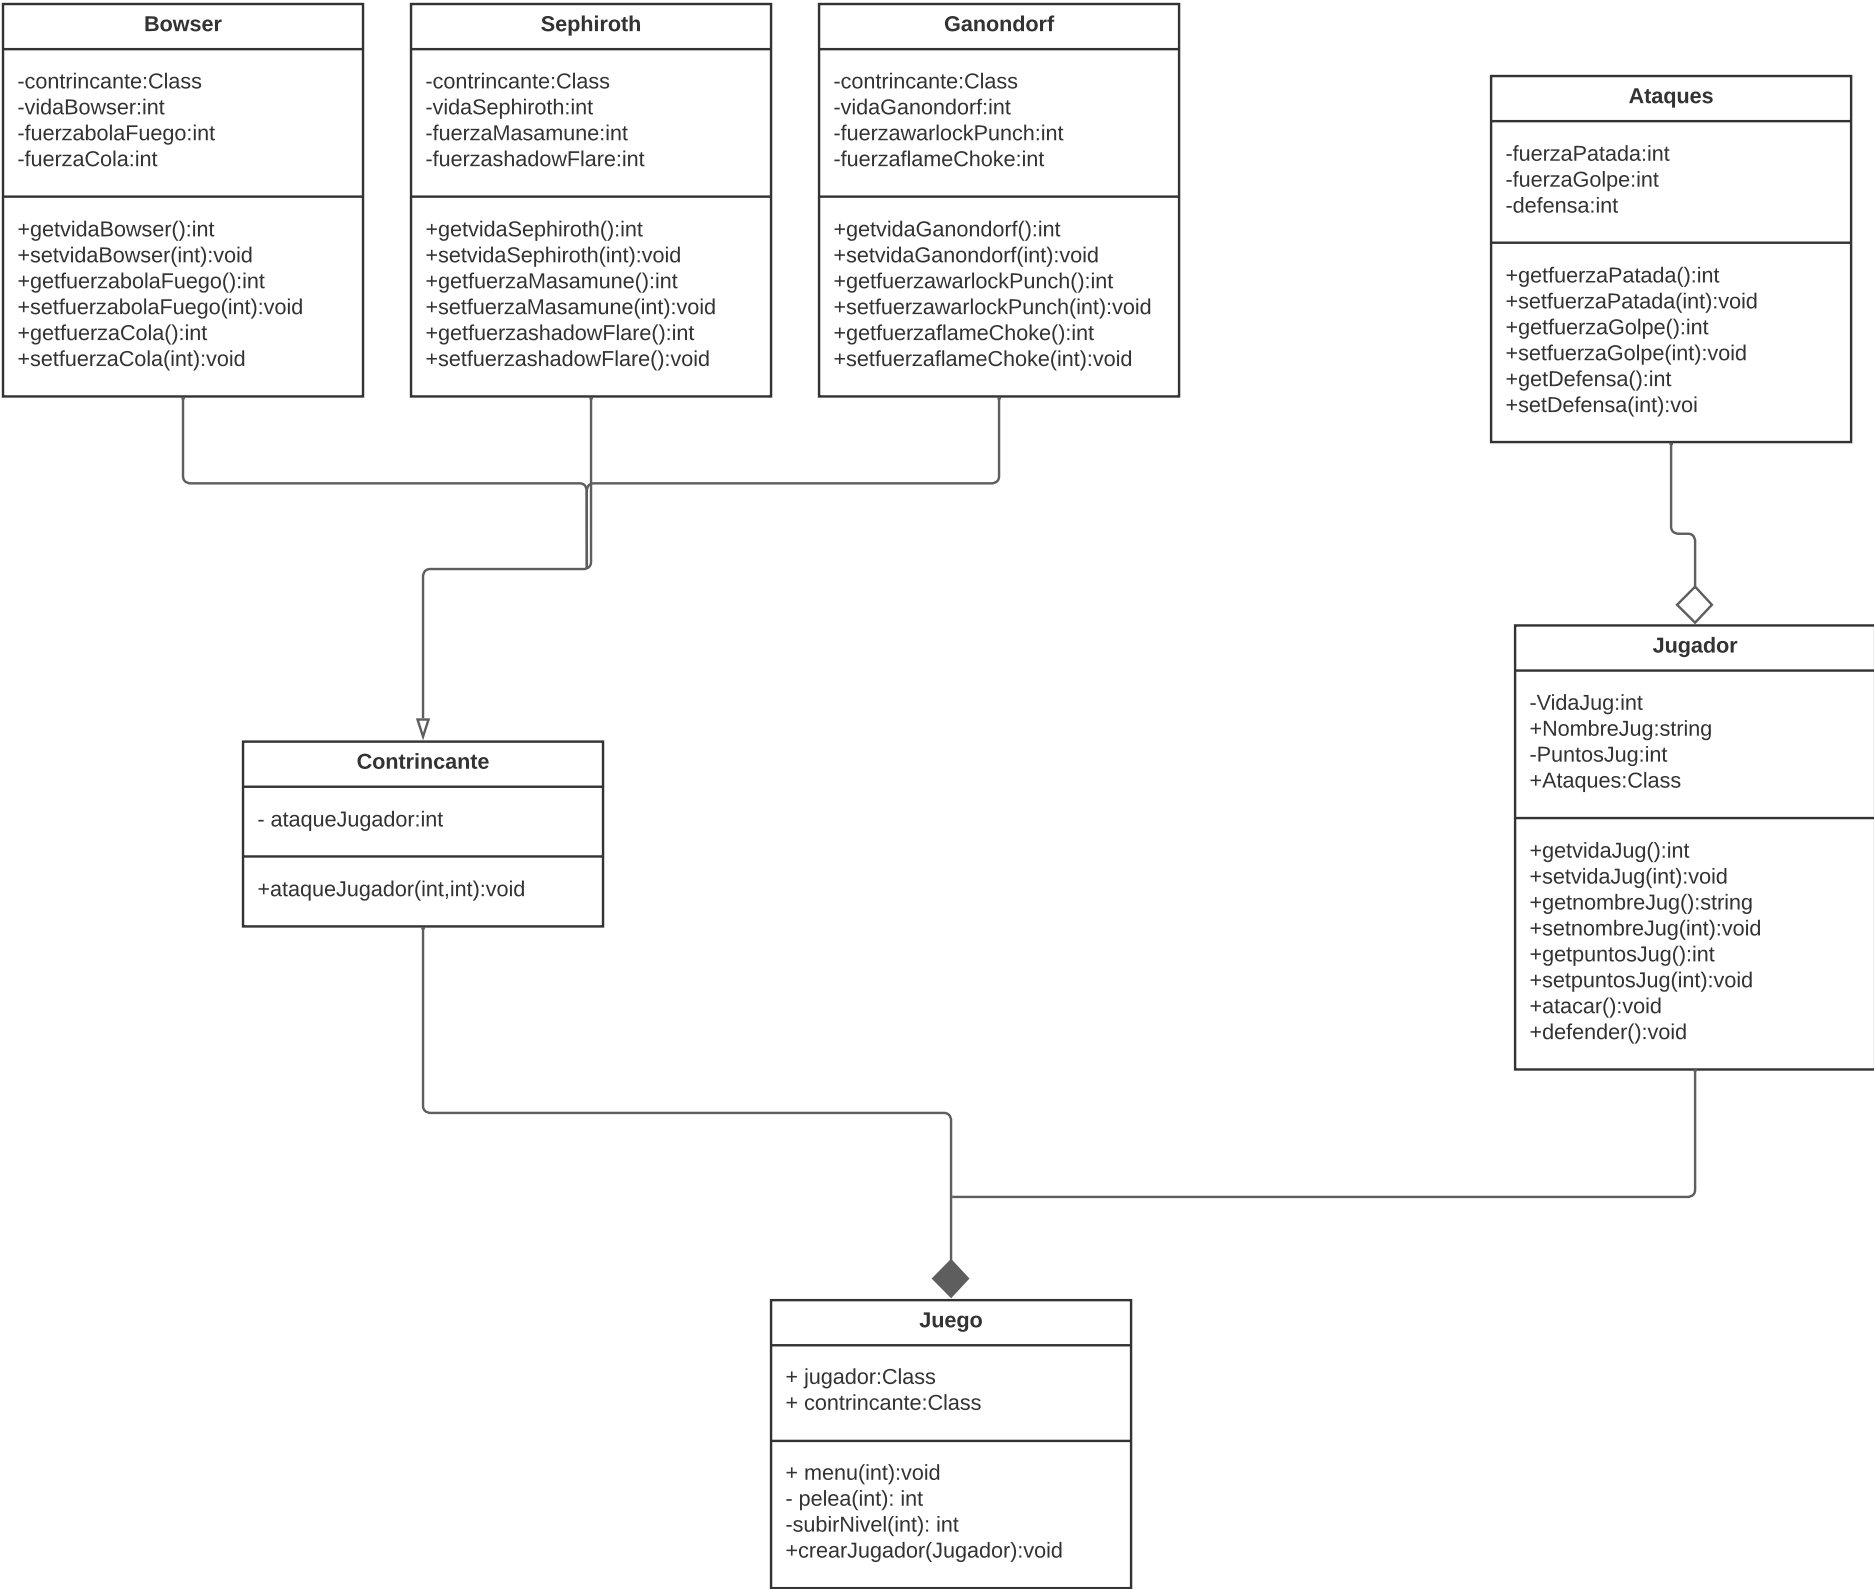 Bowser
-contrincante:Class
-vidaBowser:int
-fuerzabolaFuego:int
-fuerzaCola:int
+getvidaBowser():int
+setvidaBowser(int):void
+getfuerzabolaFuego():int
+setfuerzabolaFuego(int):void
+getfuerzaCola():int
+setfuerzaCola(int):void
Sephiroth
-contrincante:Class
-vidaSephiroth:int
-fuerzaMasamune:int
-fuerzashadowFlare:int
+getvidaSephiroth():int
+setvidaSephiroth(int):void
+getfuerzaMasamune():int
+setfuerzaMasamune(int):void
+getfuerzashadowFlare():int
+setfuerzashadowFlare():void
Ganondorf
-contrincante:Class
-vidaGanondorf:int
-fuerzawarlockPunch:int
-fuerzaflameChoke:int
+getvidaGanondorf():int
+setvidaGanondorf(int):void
+getfuerzawarlockPunch():int
+setfuerzawarlockPunch(int):void
+getfuerzaflameChoke():int
+setfuerzaflameChoke(int):void
Ataques
-fuerzaPatada:int
-fuerzaGolpe:int
-defensa:int
+getfuerzaPatada():int
+setfuerzaPatada(int):void
+getfuerzaGolpe():int
+setfuerzaGolpe(int):void
+getDefensa():int
+setDefensa(int):voi
Jugador
-VidaJug:int
+NombreJug:string
-PuntosJug:int
+Ataques:Class
+getvidaJug():int
+setvidaJug(int):void
+getnombreJug():string
+setnombreJug(int):void
+getpuntosJug():int
+setpuntosJug(int):void
+atacar():void
+defender():void
Contrincante
- ataqueJugador:int
+ataqueJugador(int,int):void
Juego
+ jugador:Class
+ contrincante:Class
+ menu(int):void
- pelea(int): int
-subirNivel(int): int
+crearJugador(Jugador):void